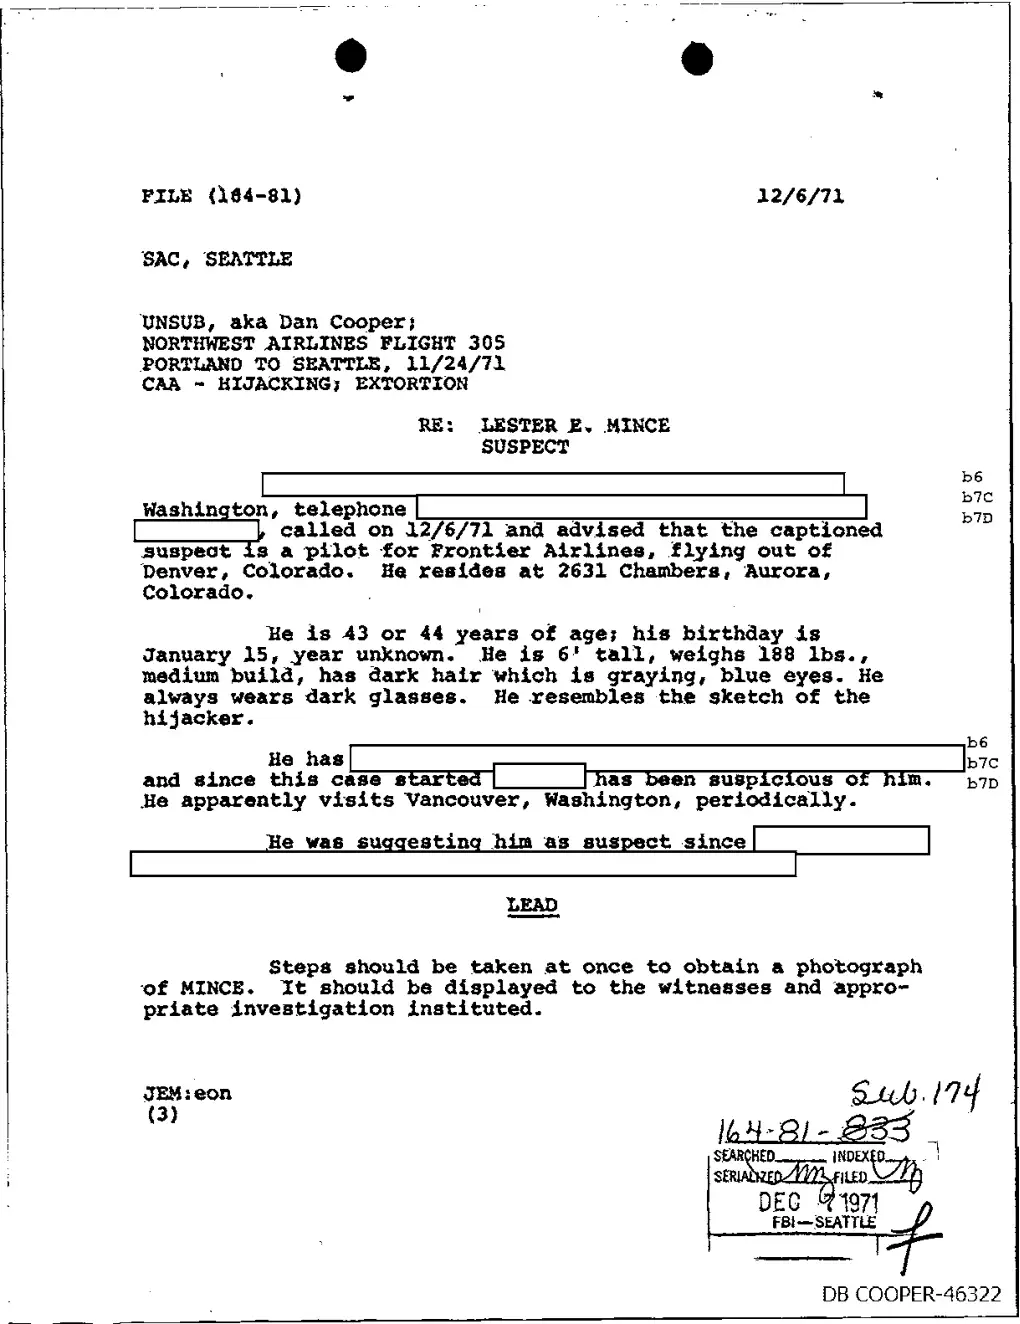 FILE (164-81) 12/6/71
SAC, SEATTLE
UNSUB, aka Dan Cooper;
NORTHWEST AIRLINES FLIGHT 305
PORTLAND TO SEATTLE, 11/24/71
CAA - HIJACKING; EXTORTION
RE: LESTER E. MINCE
SUSPECT
b6
b7C
b7D
Washington, telephone
, called on 12/6/71 and advised that the captioned
suspect is a pilot for Frontier Airlines, flying out of
Denver, Colorado. He resides at 2631 Chambers, Aurora,
Colorado.
He is 43 or 44 years of age; his birthday is
January 15, year unknown. He is 6' tall, weighs 188 lbs.,
medium build, has dark hair which is graying, blue eyes. He
always wears dark glasses. He resembles the sketch of the
hijacker.
b6
He has b7C
and since this case started has been suspicious of him. b7D
He apparently visits Vancouver, Washington, periodically.
He was suggesting him as suspect since
LEAD
Steps should be taken at once to obtain a photograph
of MINCE. It should be displayed to the witnesses and appro-
priate investigation instituted.
JEM:eon
(3)
Sub. 174
164-81-833
SEARCHED INDEXED
SERIALIZED FILED
DEC 9 1971
FBI-SEATTLE
DB COOPER-46322